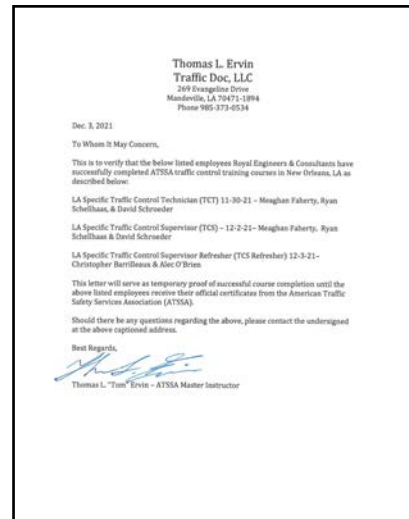 Thomas L. Ervin
Traffic Doc, LLC
269 Evangeline Drive
Mandeville, LA 70471-1894
Phone 985-373-0534
Dec. 3, 2021
To Whom It May Concern,
This is to verify that the below listed employees Royal Engineers & Consultants have
successfully completed ATSSA traffic control training courses in New Orleans, LA as
described below:
LA Specific Traffic Control Technician (TCT) 11-30-21 – Meaghan Faherty, Ryan
Schellhaas, & David Schroeder
LA Specific Traffic Control Supervisor (TCS) – 12-2-21– Meaghan Faherty, Ryan
Schellhaas & David Schroeder
LA Specific Traffic Control Supervisor Refresher (TCS Refresher) 12-3-21–
Christopher Barrilleaux & Alec O'Brien
This letter will serve as temporary proof of successful course completion until the
above listed employees receive their official certificates from the American Traffic
Safety Services Association (ATSSA).
Should there be any questions regarding the above, please contact the undersigned
at the above captioned address.
Best Regards,
Thomas L. "Tom" Ervin – ATSSA Master Instructor